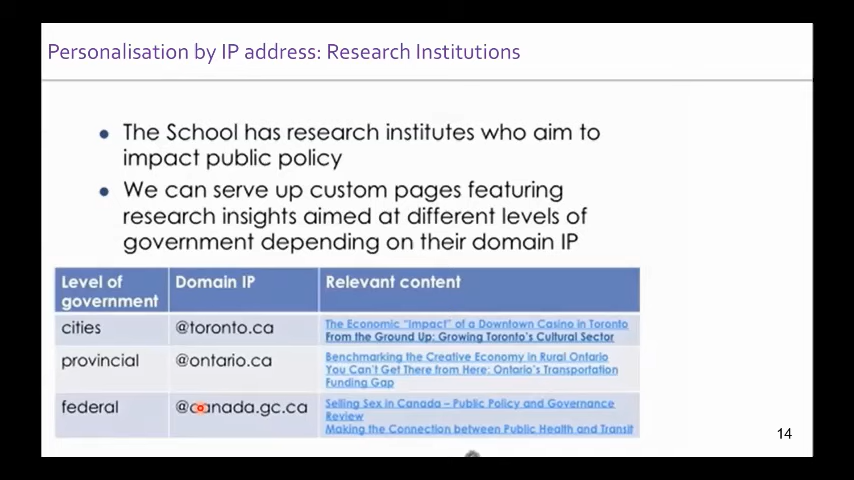 Personalisation by IP address: Research Institutions
The School has research institutes who aim to
impact public policy
We can serve up custom pages featuring
research insights aimed at different levels of
government depending on their domain IP
Level of
government
Domain IP
Relevant content
cities
@toronto.ca
The Economic "Impact" of a Downtown Casino in Toronto
From the Ground Up: Growing Toronto's Cultural Sector
provincial
@ontario.ca
Benchmarking the Creative Economy in Rural Ontario
You Can't Get There from Here: Ontario's Transportation
Funding Gap
federal
@canada.gc.ca
Selling Sex in Canada – Public Policy and Governance
Review
Making the Connection between Public Health and Transit
14